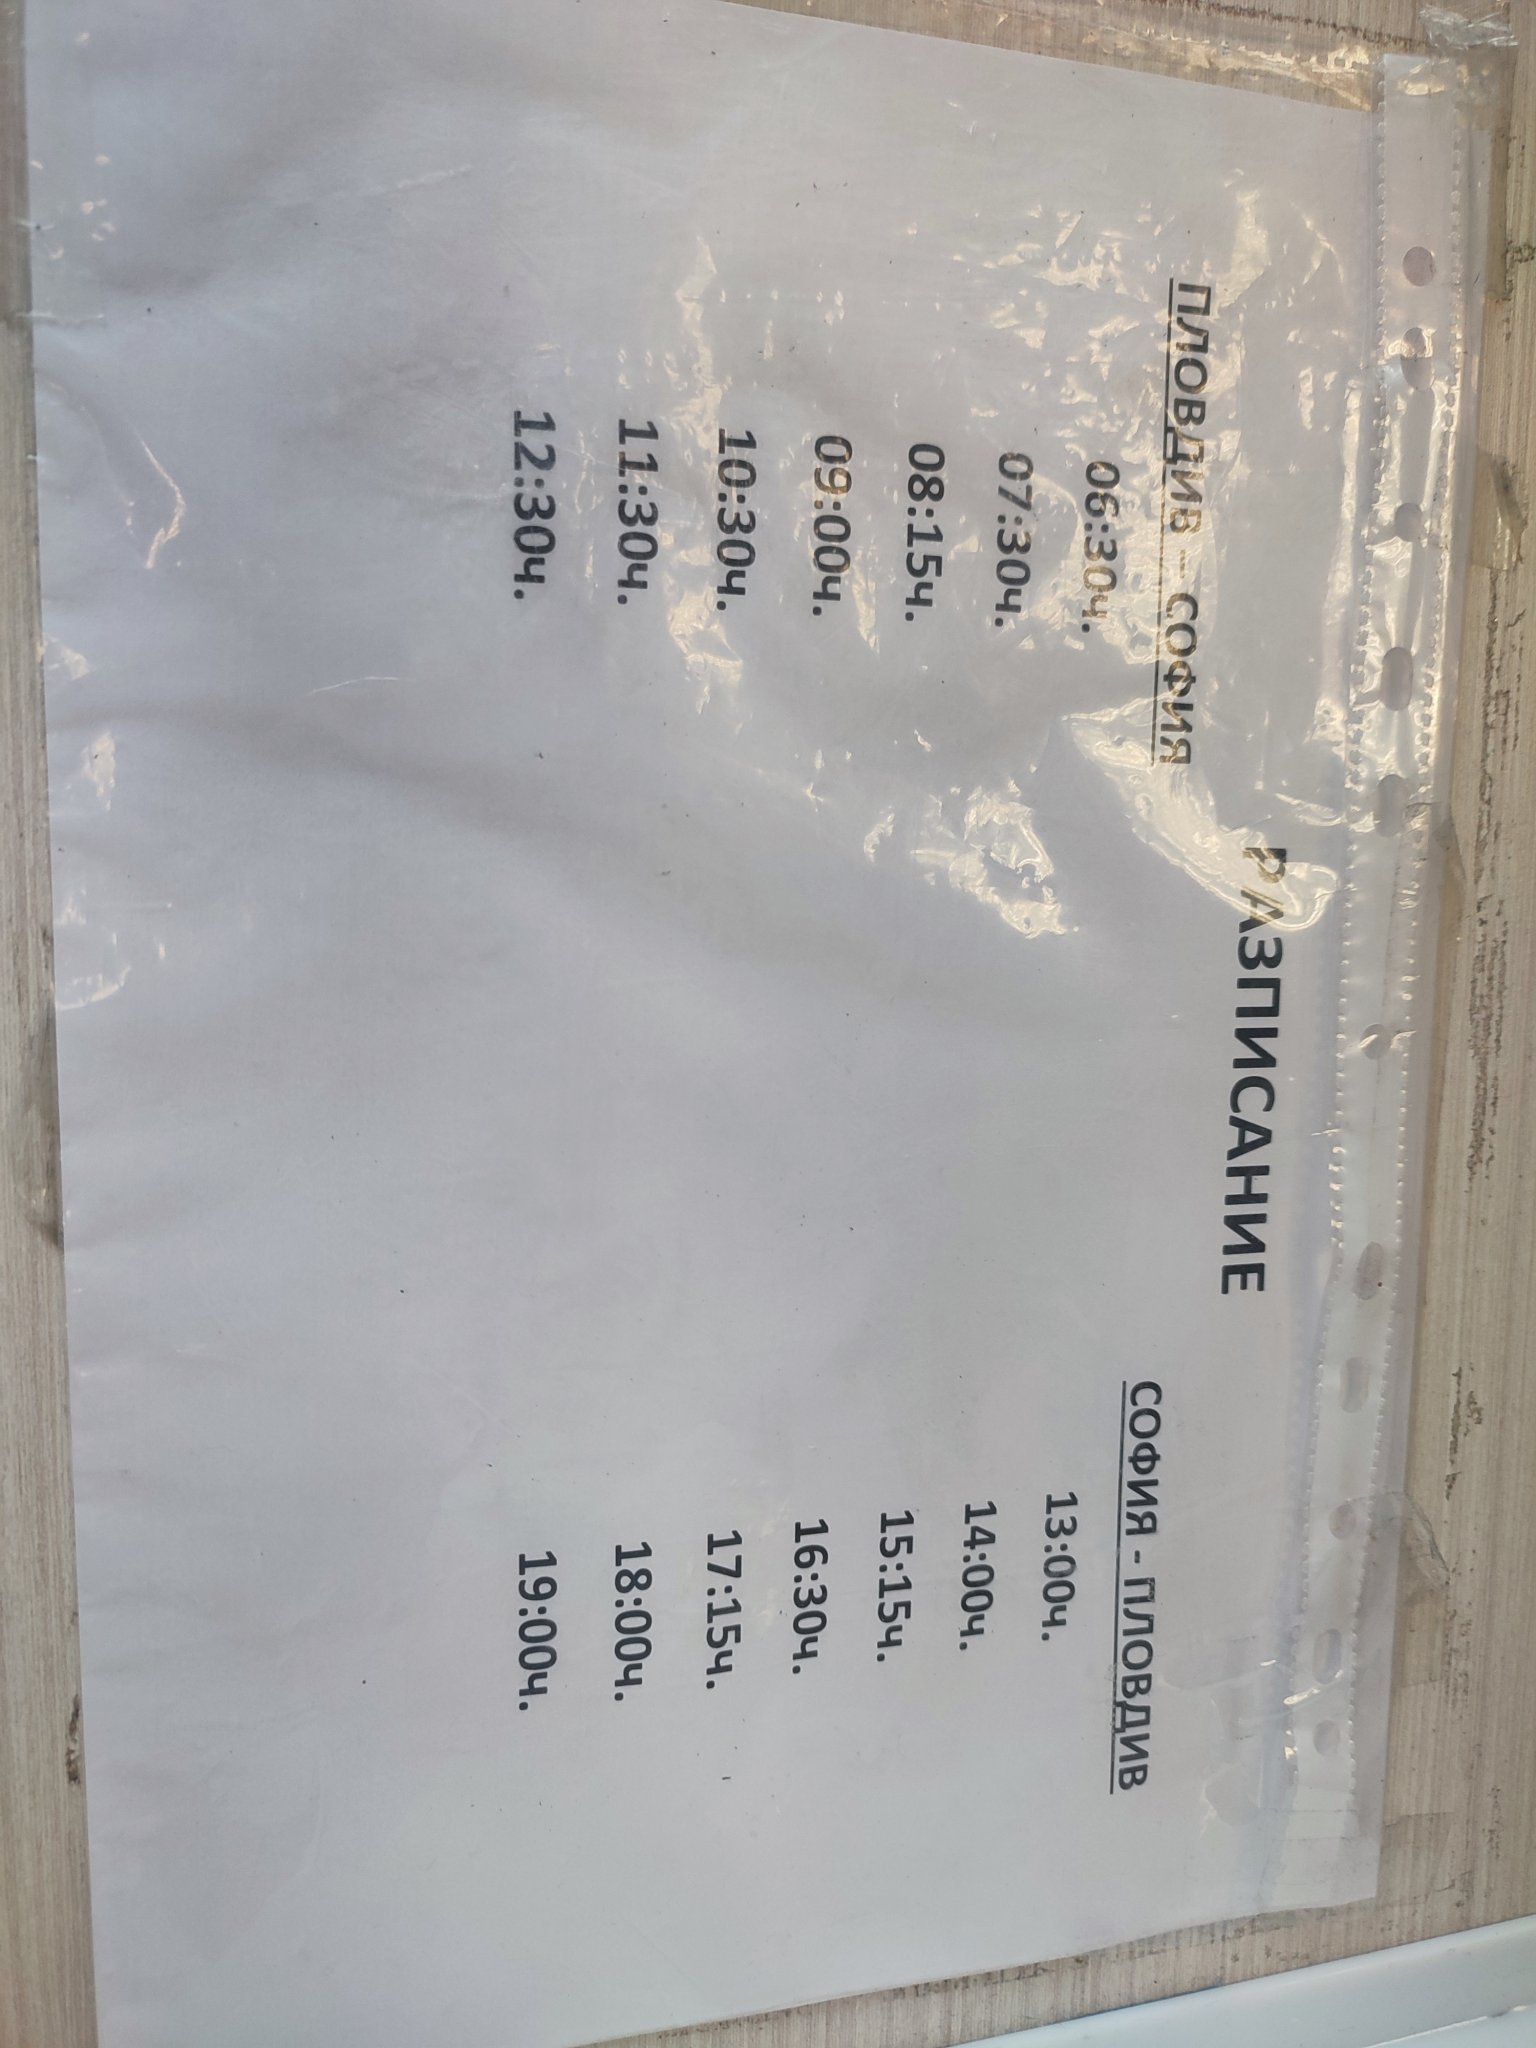 РАЗПИСАНИЕ
ПЛОВДИВ – СОФИЯ
06:30ч.
07:30ч.
08:15ч.
09:00ч.
10:30ч.
11:30ч.
12:30ч.
СОФИЯ - ПЛОВДИВ
13:00ч.
14:00ч.
15:15ч.
16:30ч.
17:15ч.
18:00ч.
19:00ч.